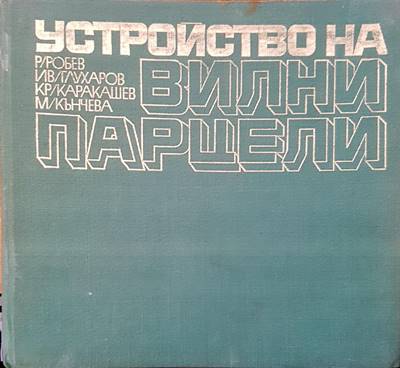 УСТРОЙСТВО НА
Р/РОБЕВ
ИВ/ГЛУХАРОВ
КР/КАРАКАШЕВ
М/КЪНЧЕВА
ВИЛНИ
ПАРЦЕЛИ